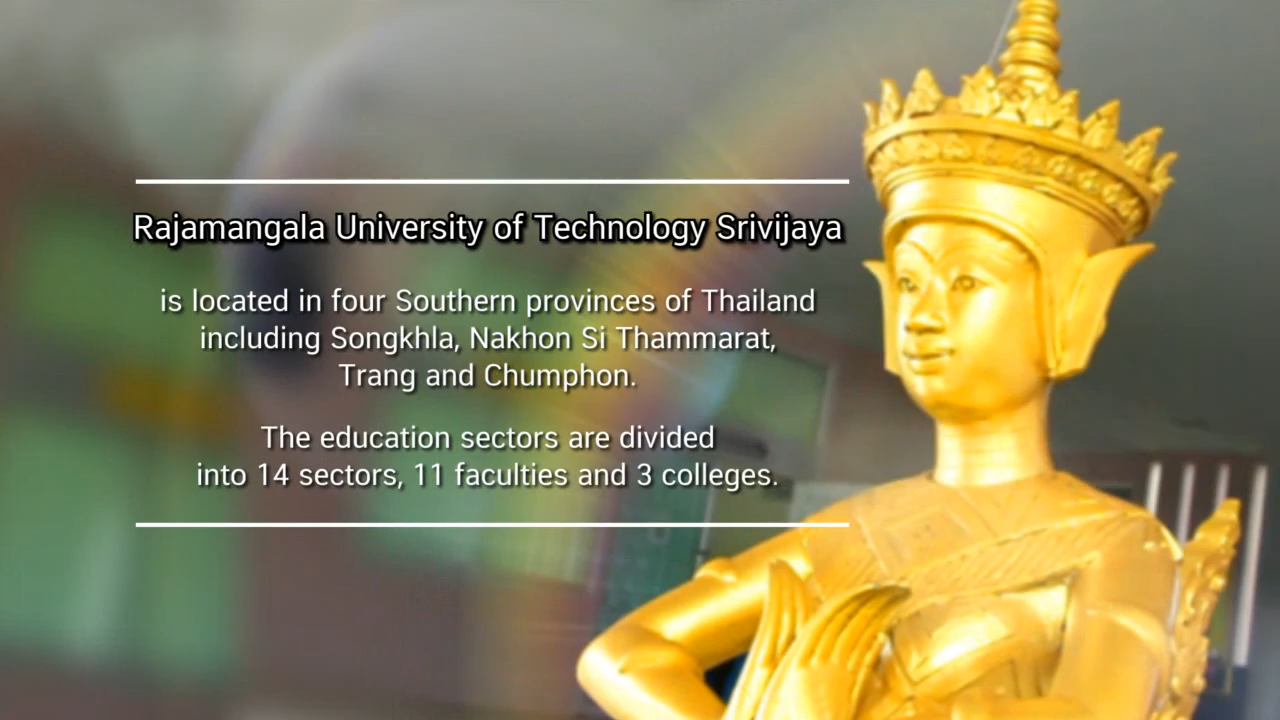 Rajamangala University of Technology Srivijaya
is located in four Southern provinces of Thailand
including Songkhla, Nakhon Si Thammarat,
Trang and Chumphon.
The education sectors are divided
into 14 sectors, 11 faculties and 3 colleges.